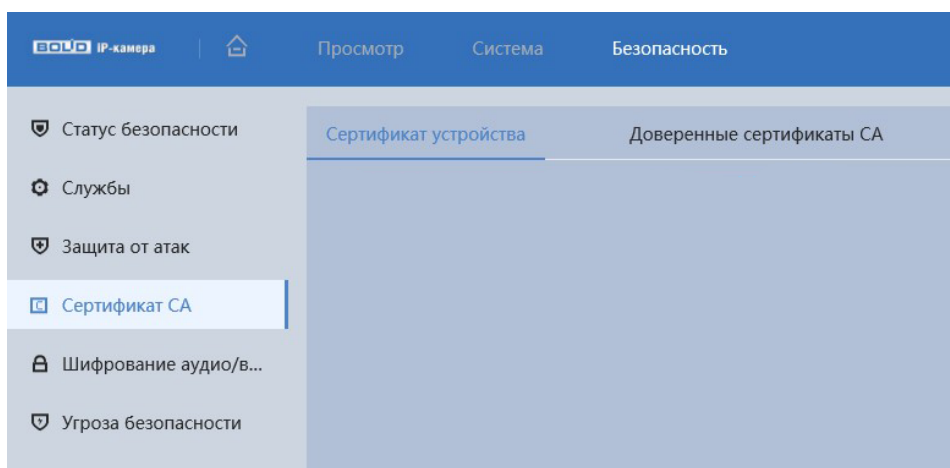 BOLID IP-камера
Просмотр Система Безопасность
Статус безопасности
Сертификат устройства Доверенные сертификаты CA
Службы
Защита от атак
Сертификат CA
Шифрование аудио/в...
Угроза безопасности